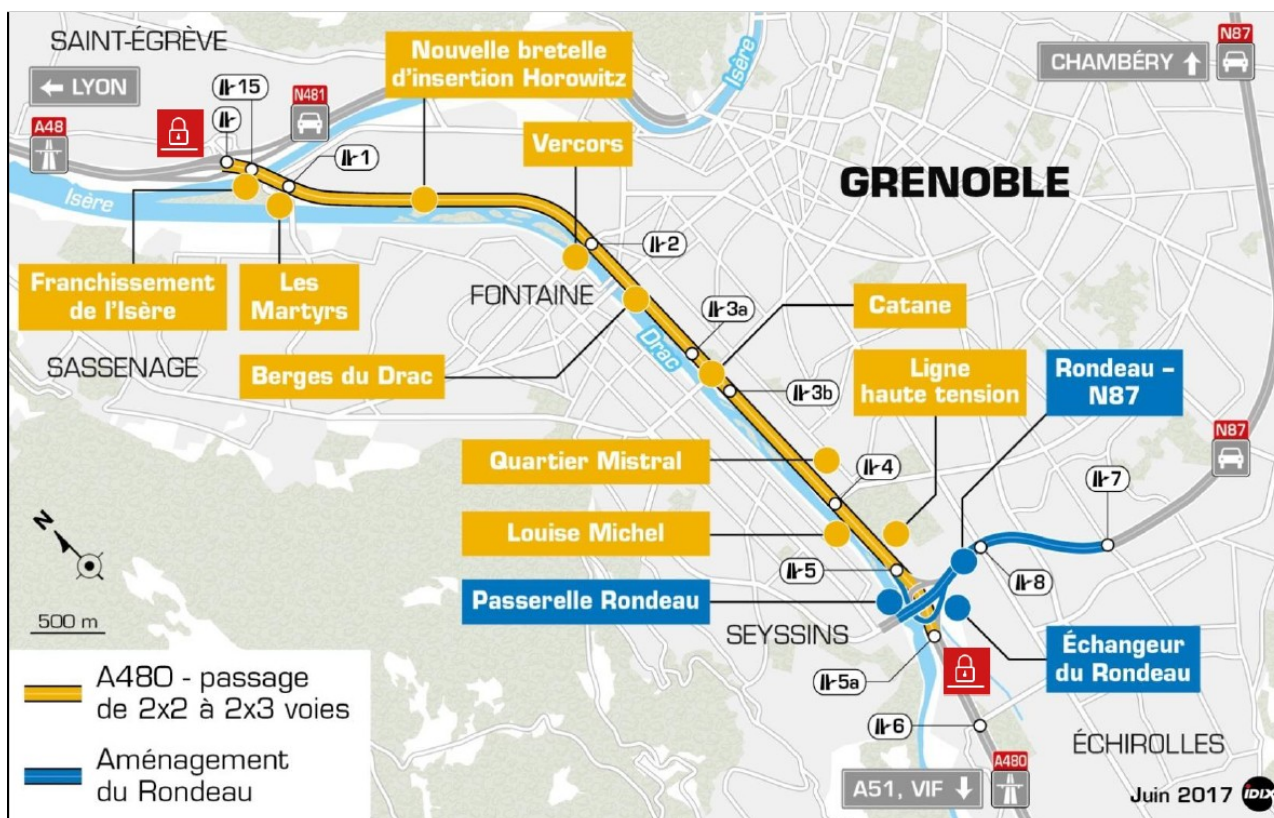 SAINT-ÉGRÈVE
← LYON
A48
15
N481
1
Nouvelle bretelle
d'insertion Horowitz
Vercors
Isère
N87
CHAMBÉRY ↑
GRENOBLE
Isère
2
Franchissement
de l'Isère
Les
Martyrs
FONTAINE
SASSENAGE
Berges du Drac
Drac
3a
Catane
3b
Ligne
haute tension
Rondeau –
N87
N87
Quartier Mistral
4
7
Louise Michel
5
8
Passerelle Rondeau
SEYSSINS
Échangeur
du Rondeau
5a
6
ÉCHIROLLES
N
500 m
A480 - passage
de 2x2 à 2x3 voies
Aménagement
du Rondeau
A51, VIF ↓
A480
Juin 2017
iDIX